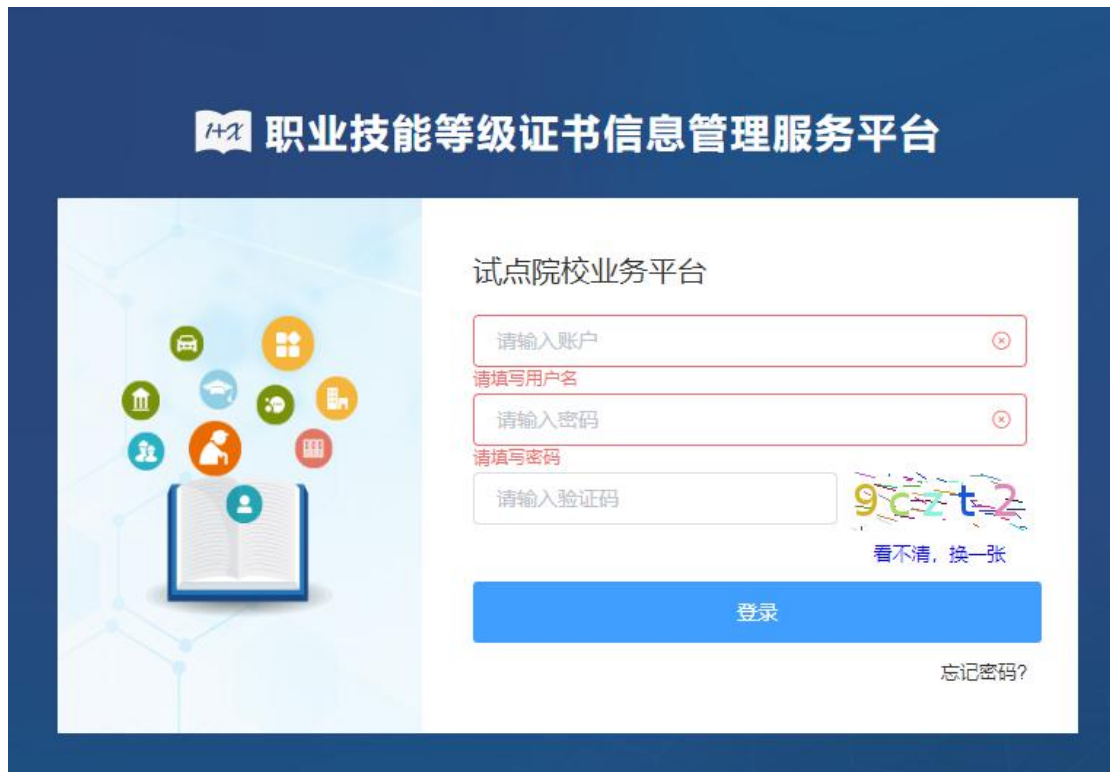 1+X 职业技能等级证书信息管理服务平台
试点院校业务平台
请输入账户
请填写用户名
请输入密码
请填写密码
请输入验证码
9czt2
看不清，换一张
登录
忘记密码?